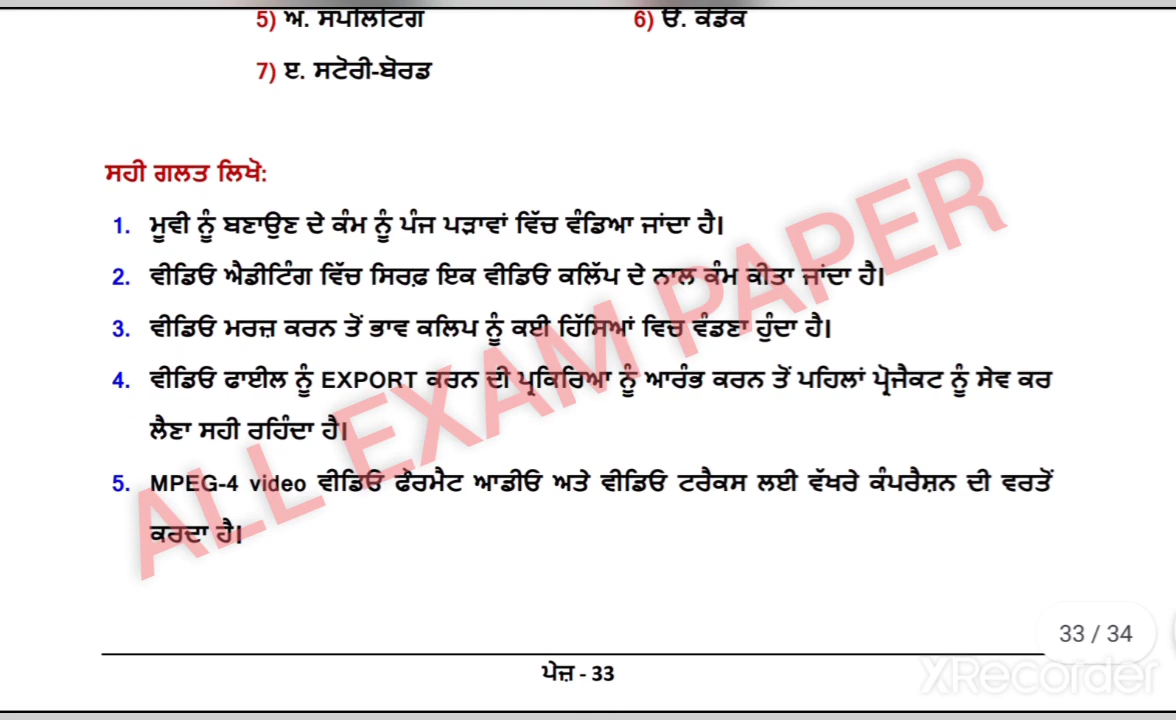 5) ਅ. ਸਪਲਿਟਿੰਗ 6) ੳ. ਕੋਡੇਕ
7) ੲ. ਸਟੋਰੀ-ਬੋਰਡ
ਸਹੀ ਗਲਤ ਲਿਖੋ:
1. ਮੂਵੀ ਨੂੰ ਬਣਾਉਣ ਦੇ ਕੰਮ ਨੂੰ ਪੰਜ ਪੜਾਵਾਂ ਵਿੱਚ ਵੰਡਿਆ ਜਾਂਦਾ ਹੈ।
2. ਵੀਡਿਓ ਐਡੀਟਿੰਗ ਵਿੱਚ ਸਿਰਫ਼ ਇਕ ਵੀਡਿਓ ਕਲਿੱਪ ਦੇ ਨਾਲ ਕੰਮ ਕੀਤਾ ਜਾਂਦਾ ਹੈ।
3. ਵੀਡਿਓ ਮਰਜ਼ ਕਰਨ ਤੋਂ ਭਾਵ ਕਲਿਪ ਨੂੰ ਕਈ ਹਿੱਸਿਆਂ ਵਿਚ ਵੰਡਣਾ ਹੁੰਦਾ ਹੈ।
4. ਵੀਡਿਓ ਫਾਈਲ ਨੂੰ EXPORT ਕਰਨ ਦੀ ਪ੍ਰਕਿਰਿਆ ਨੂੰ ਆਰੰਭ ਕਰਨ ਤੋਂ ਪਹਿਲਾਂ ਪ੍ਰੋਜੈਕਟ ਨੂੰ ਸੇਵ ਕਰ
ਲੈਣਾ ਸਹੀ ਰਹਿੰਦਾ ਹੈ।
5. MPEG-4 video ਵੀਡਿਓ ਫੌਰਮੈਟ ਆਡੀਓ ਅਤੇ ਵੀਡਿਓ ਟਰੈਕਸ ਲਈ ਵੱਖਰੇ ਕੰਪਰੈਸ਼ਨ ਦੀ ਵਰਤੋਂ
ਕਰਦਾ ਹੈ।
ALL EXAM PAPER
33 / 34
ਪੇਜ਼ - 33
XRecorder